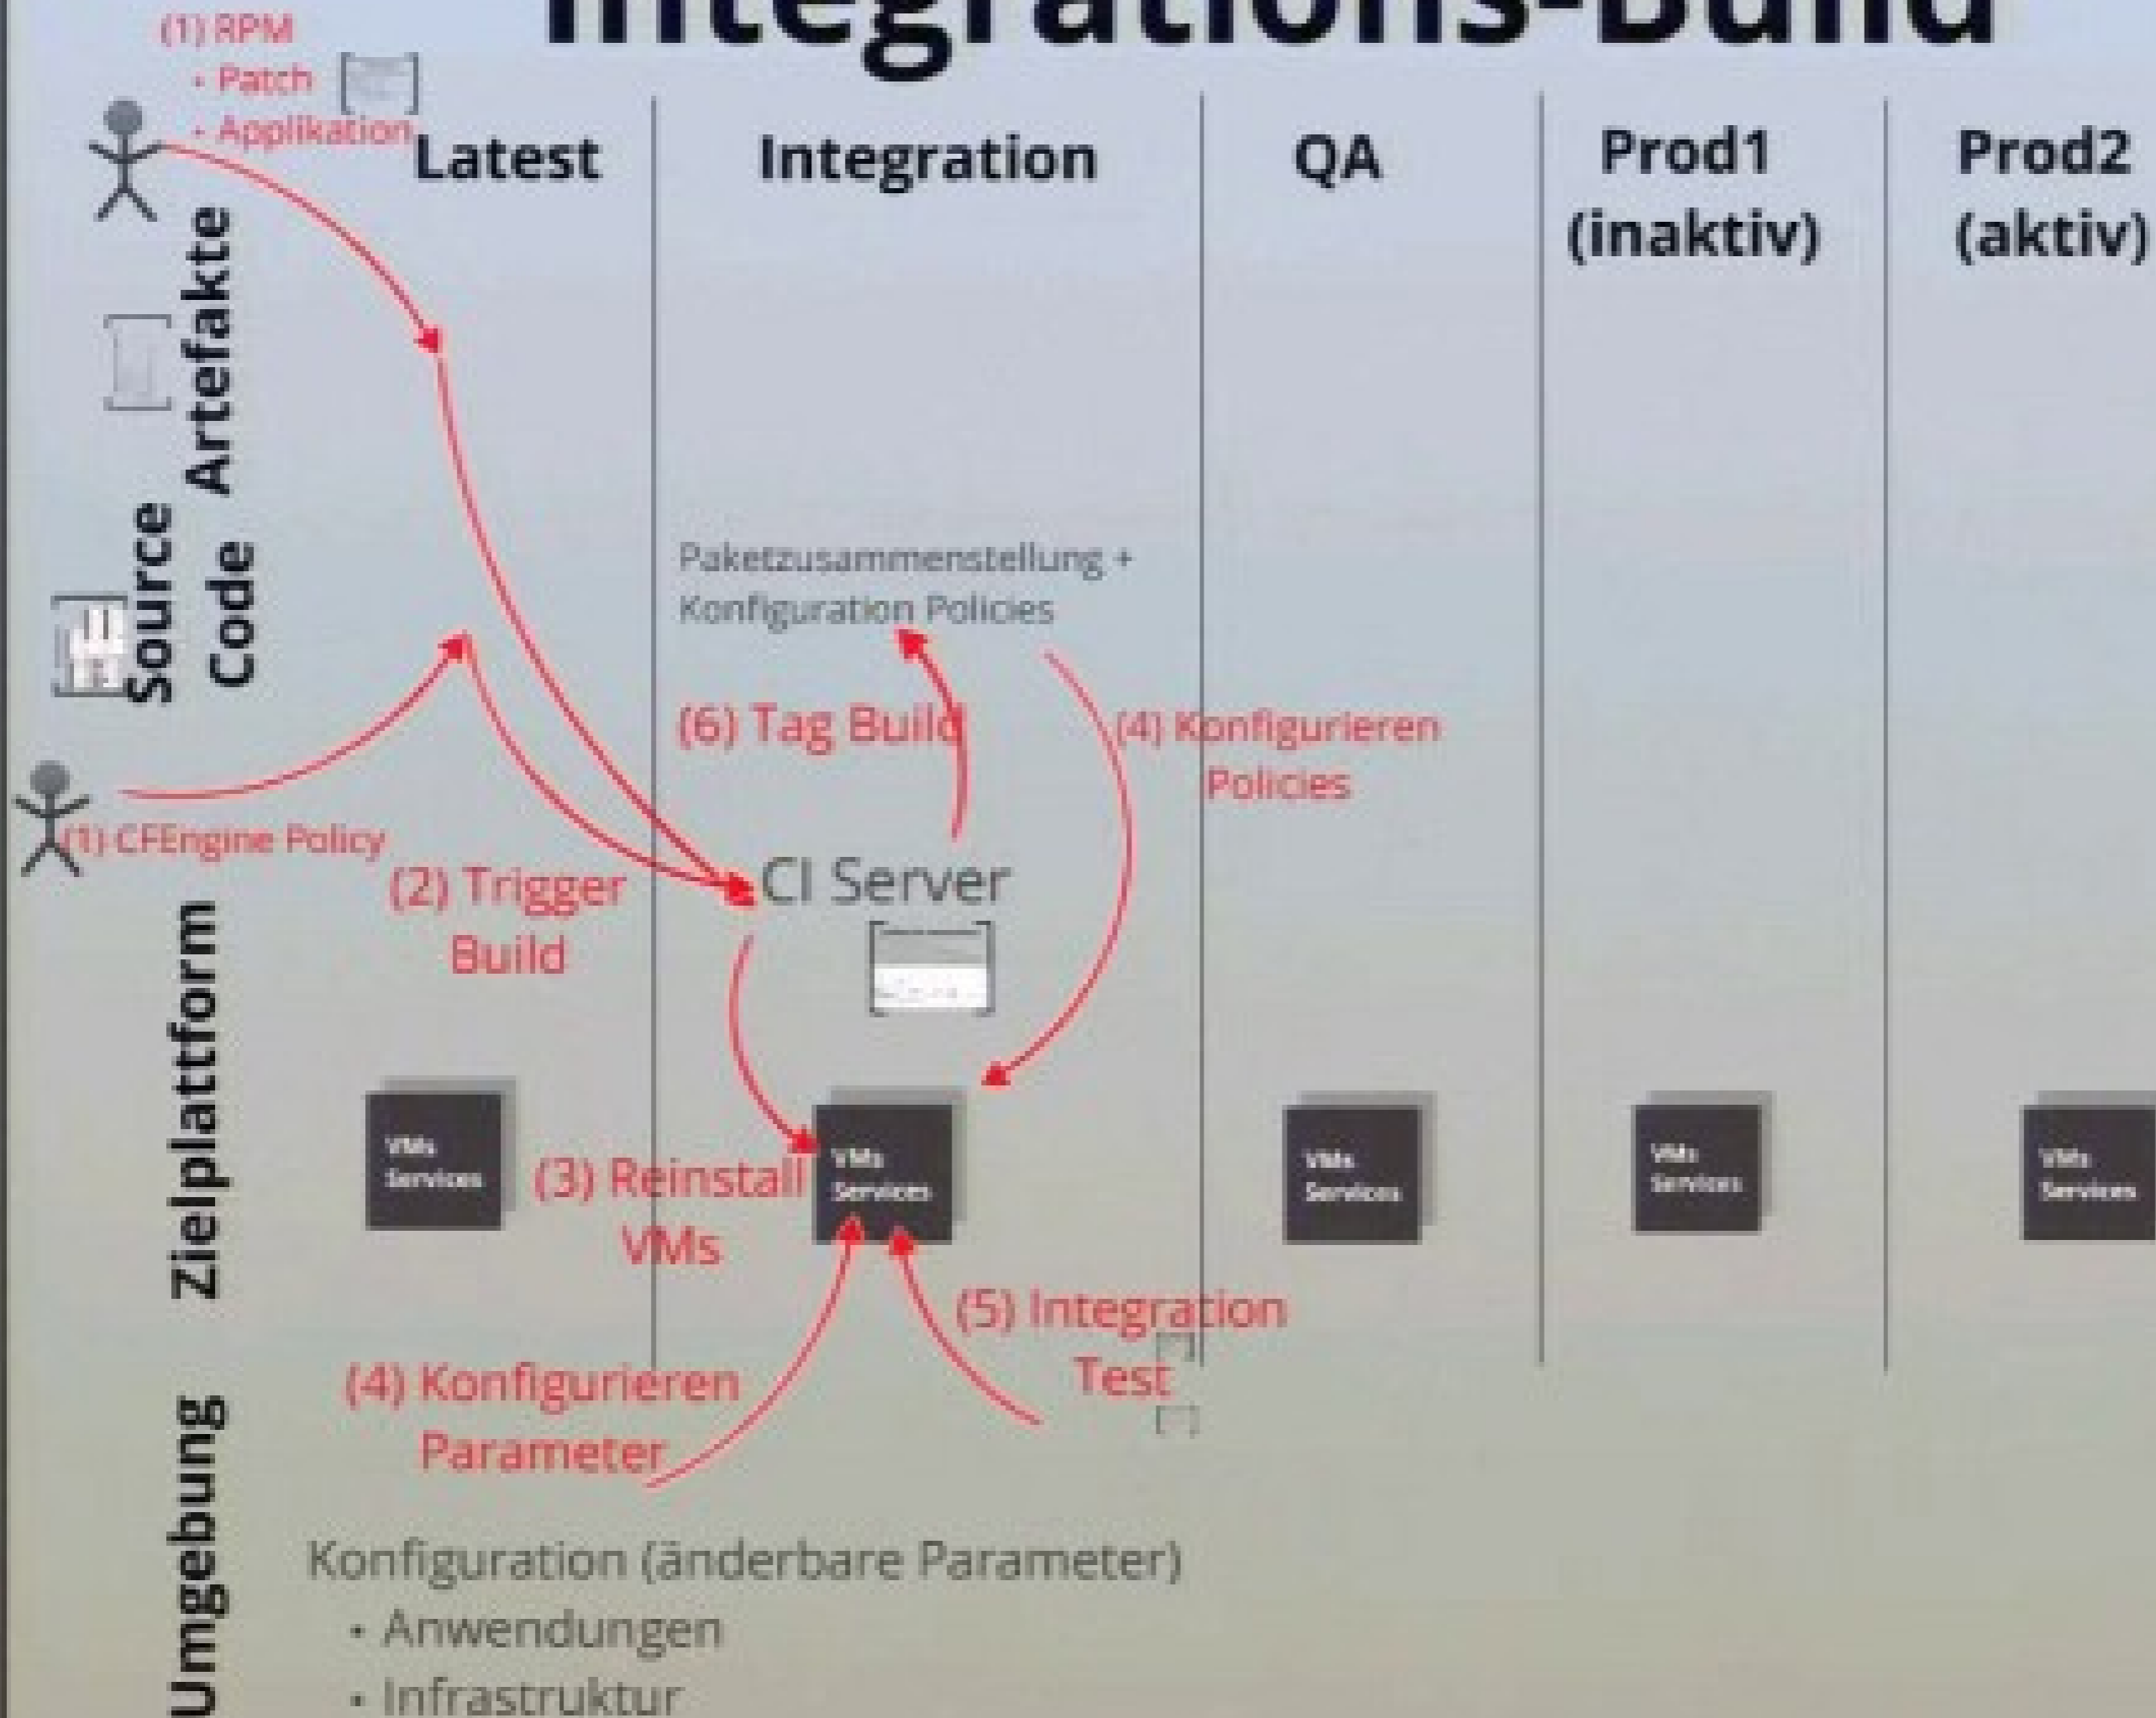 Integrations-Build
(1) RPM
• Patch
• Applikation
Latest
Integration
QA
Prod1
(inaktiv)
Prod2
(aktiv)
Artefakte
Source
Code
Paketzusammenstellung +
Konfiguration Policies
(6) Tag Build
(4) Konfigurieren
Policies
(1) CFEngine Policy
(2) Trigger
Build
CI Server
Zielplattform
VMs
Services
(3) Reinstall
VMs
VMs
Services
VMs
Services
VMs
Services
VMs
Services
(5) Integration
Test
(4) Konfigurieren
Parameter
Umgebung
Konfiguration (änderbare Parameter)
• Anwendungen
• Infrastruktur